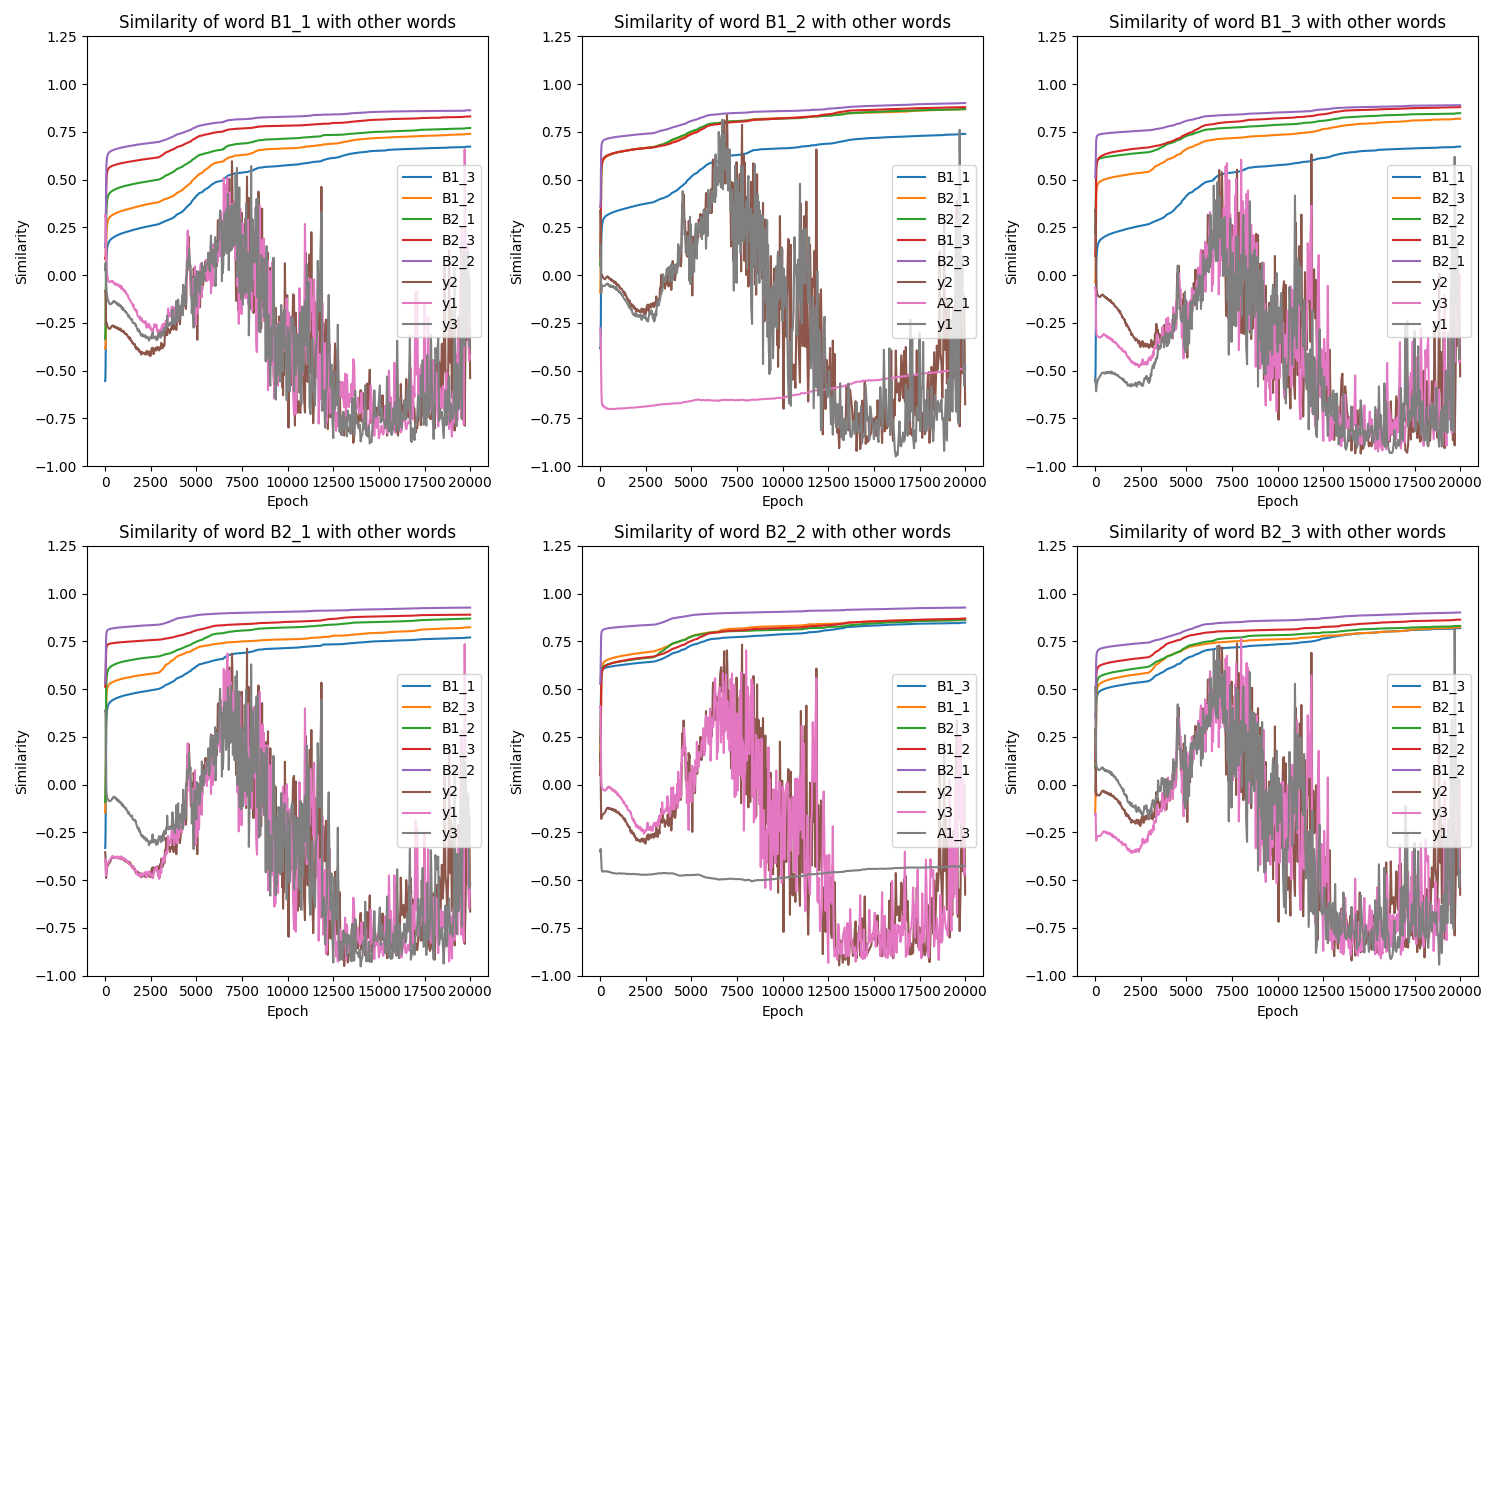 Similarity of word B1_1 with other words
1.25
1.00
0.75
0.50
0.25
0.00
−0.25
−0.50
−0.75
−1.00
Similarity
B1_3
B1_2
B2_1
B2_3
B2_2
y2
y1
y3
0 2500 5000 7500 10000 12500 15000 17500 20000
Epoch
Similarity of word B1_2 with other words
1.25
1.00
0.75
0.50
0.25
0.00
−0.25
−0.50
−0.75
−1.00
Similarity
B1_1
B2_1
B2_2
B1_3
B2_3
y2
A2_1
y1
0 2500 5000 7500 10000 12500 15000 17500 20000
Epoch
Similarity of word B1_3 with other words
1.25
1.00
0.75
0.50
0.25
0.00
−0.25
−0.50
−0.75
−1.00
Similarity
B1_1
B2_3
B2_2
B1_2
B2_1
y2
y3
y1
0 2500 5000 7500 10000 12500 15000 17500 20000
Epoch
Similarity of word B2_1 with other words
1.25
1.00
0.75
0.50
0.25
0.00
−0.25
−0.50
−0.75
−1.00
Similarity
B1_1
B2_3
B1_2
B1_3
B2_2
y2
y1
y3
0 2500 5000 7500 10000 12500 15000 17500 20000
Epoch
Similarity of word B2_2 with other words
1.25
1.00
0.75
0.50
0.25
0.00
−0.25
−0.50
−0.75
−1.00
Similarity
B1_3
B1_1
B2_3
B1_2
B2_1
y2
y3
A1_3
0 2500 5000 7500 10000 12500 15000 17500 20000
Epoch
Similarity of word B2_3 with other words
1.25
1.00
0.75
0.50
0.25
0.00
−0.25
−0.50
−0.75
−1.00
Similarity
B1_3
B2_1
B1_1
B2_2
B1_2
y2
y3
y1
0 2500 5000 7500 10000 12500 15000 17500 20000
Epoch